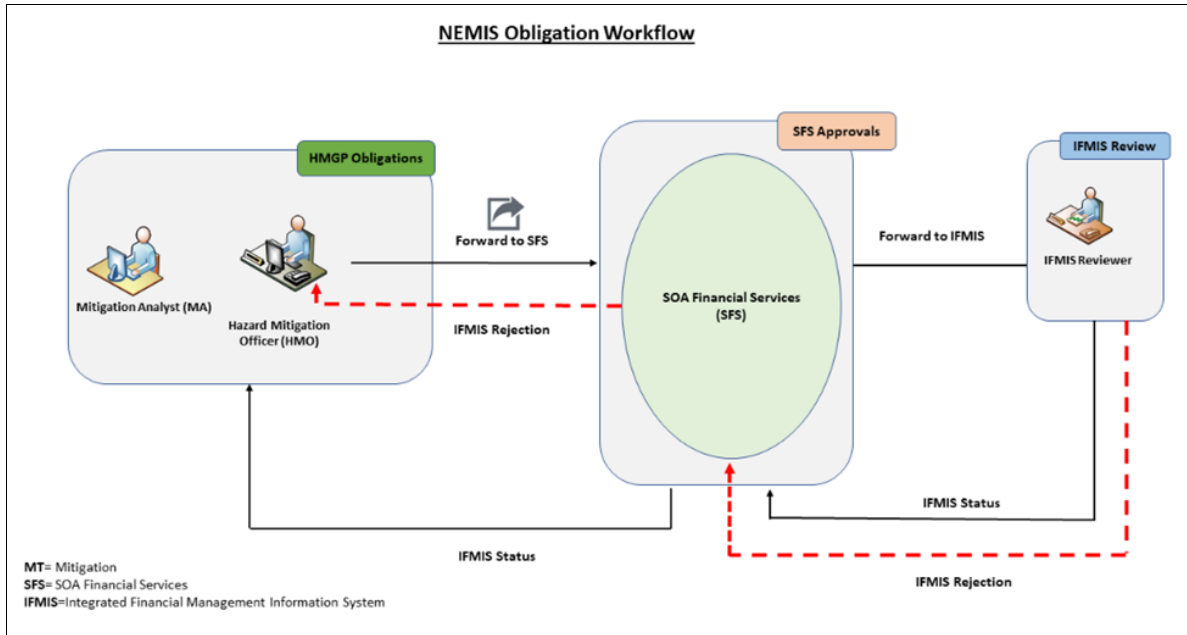 NEMIS Obligation Workflow
SFS Approvals
HMGP Obligations
IFMIS Review
Forward to SFS
Forward to IFMIS
IFMIS Reviewer
Mitigation Analyst (MA)
Hazard Mitigation
Officer (HMO)
IFMIS Rejection
SOA Financial Services
(SFS)
IFMIS Status
IFMIS Status
IFMIS Rejection
MT= Mitigation
SFS= SOA Financial Services
IFMIS=Integrated Financial Management Information System